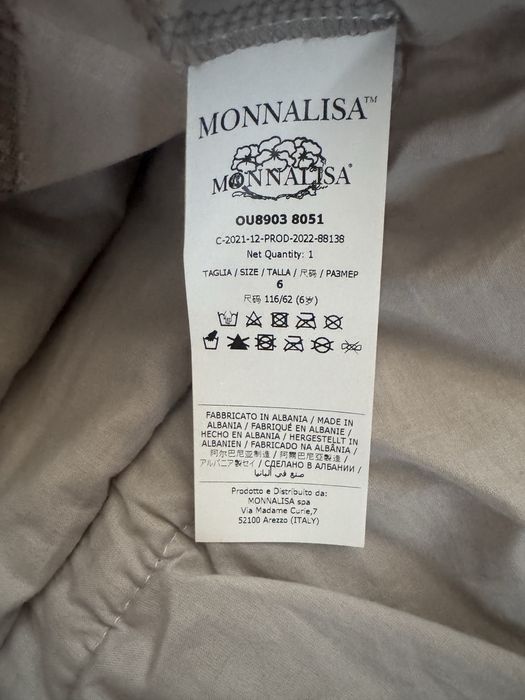 MONNALISA™
MONNALISA®
OU8903 8051
C-2021-12-PROD-2022-88138
Net Quantity: 1
TAGLIA / SIZE / TALLA / 尺码 / РАЗМЕР
6
尺码 116/62 (6岁)
FABBRICATO IN ALBANIA / MADE IN
ALBANIA / FABRIQUÉ EN ALBANIE /
HECHO EN ALBANIA / HERGESTELLT IN
ALBANIEN / FABRICADO NA ALBÂNIA /
阿尔巴尼亚制造 / 阿爾巴尼亞製造 /
アルバニア製セイ / СДЕЛАНО В АЛБАНИИ /
صنع في ألبانيا
Prodotto e Distribuito da:
MONNALISA spa
Via Madame Curie,7
52100 Arezzo (ITALY)